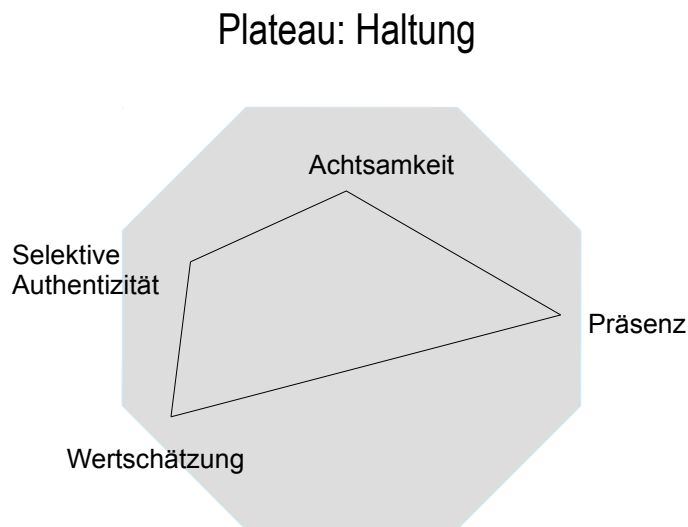 Plateau: Haltung
Achtsamkeit
Selektive
Authentizität
Präsenz
Wertschätzung